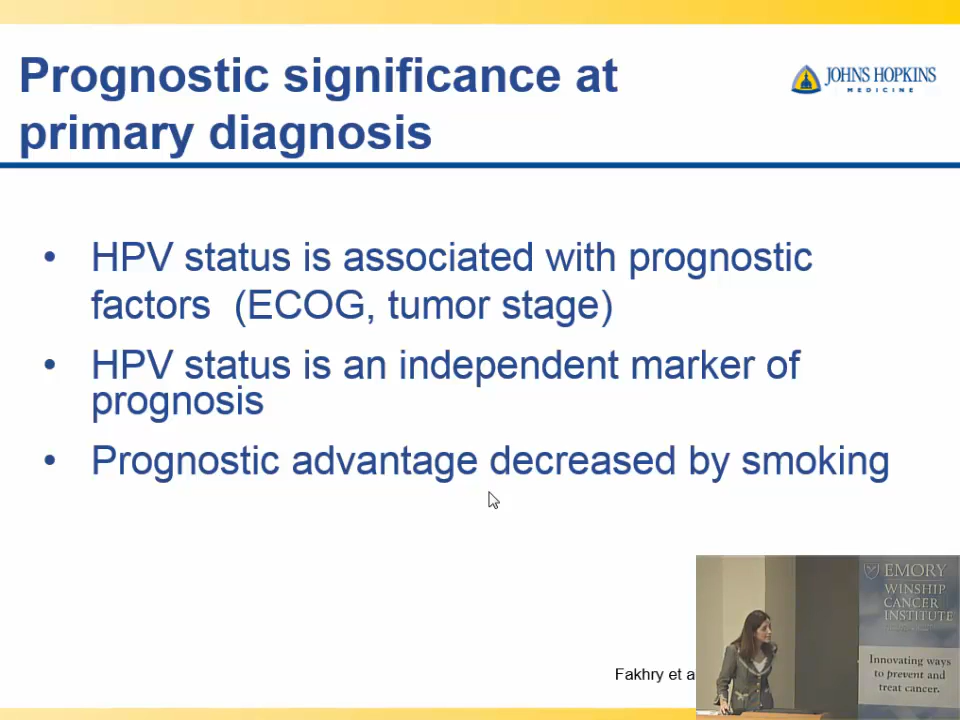 Prognostic significance at
primary diagnosis
JOHNS HOPKINS
MEDICINE
• HPV status is associated with prognostic
factors (ECOG, tumor stage)
• HPV status is an independent marker of
prognosis
• Prognostic advantage decreased by smoking
Fakhry et a
EMORY
WINSHIP
CANCER
INSTITUTE
Innovating ways
to prevent and
treat cancer.